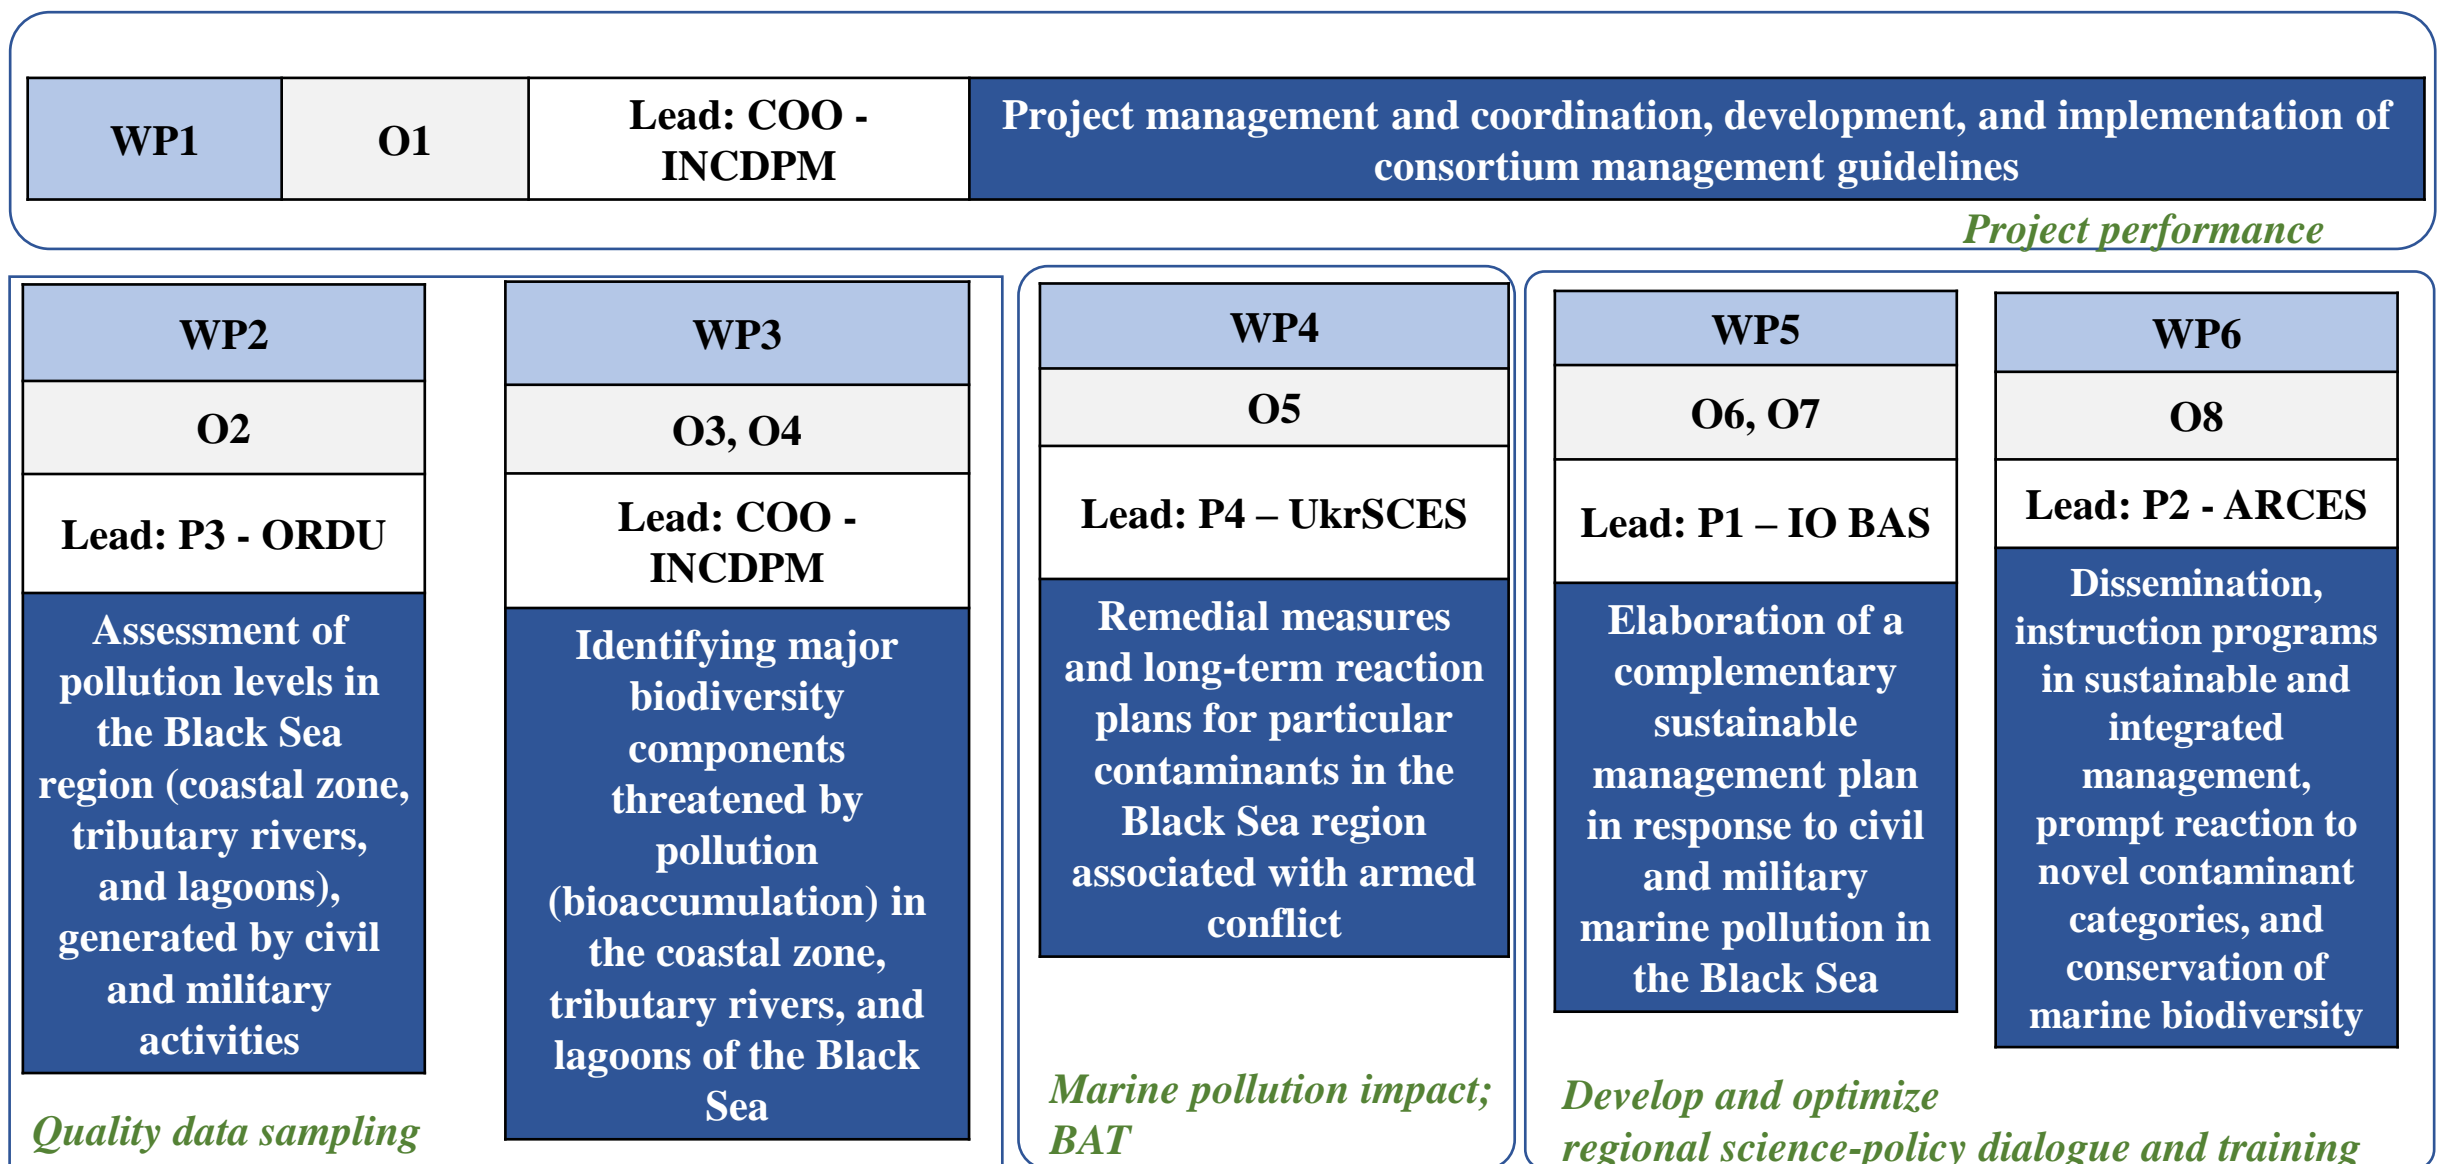 WP1
O1
Lead: COO -
INCDPM
Project management and coordination, development, and implementation of
consortium management guidelines
Project performance
WP2
O2
Lead: P3 - ORDU
Assessment of
pollution levels in
the Black Sea
region (coastal zone,
tributary rivers,
and lagoons),
generated by civil
and military
activities
WP3
O3, O4
Lead: COO -
INCDPM
Identifying major
biodiversity
components
threatened by
pollution
(bioaccumulation) in
the coastal zone,
tributary rivers, and
lagoons of the Black
Sea
Quality data sampling
WP4
O5
Lead: P4 – UkrSCES
Remedial measures
and long-term reaction
plans for particular
contaminants in the
Black Sea region
associated with armed
conflict
Marine pollution impact;
BAT
WP5
O6, O7
Lead: P1 – IO BAS
Elaboration of a
complementary
sustainable
management plan
in response to civil
and military
marine pollution in
the Black Sea
WP6
O8
Lead: P2 - ARCES
Dissemination,
instruction programs
in sustainable and
integrated
management,
prompt reaction to
novel contaminant
categories, and
conservation of
marine biodiversity
Develop and optimize
regional science-policy dialogue and training